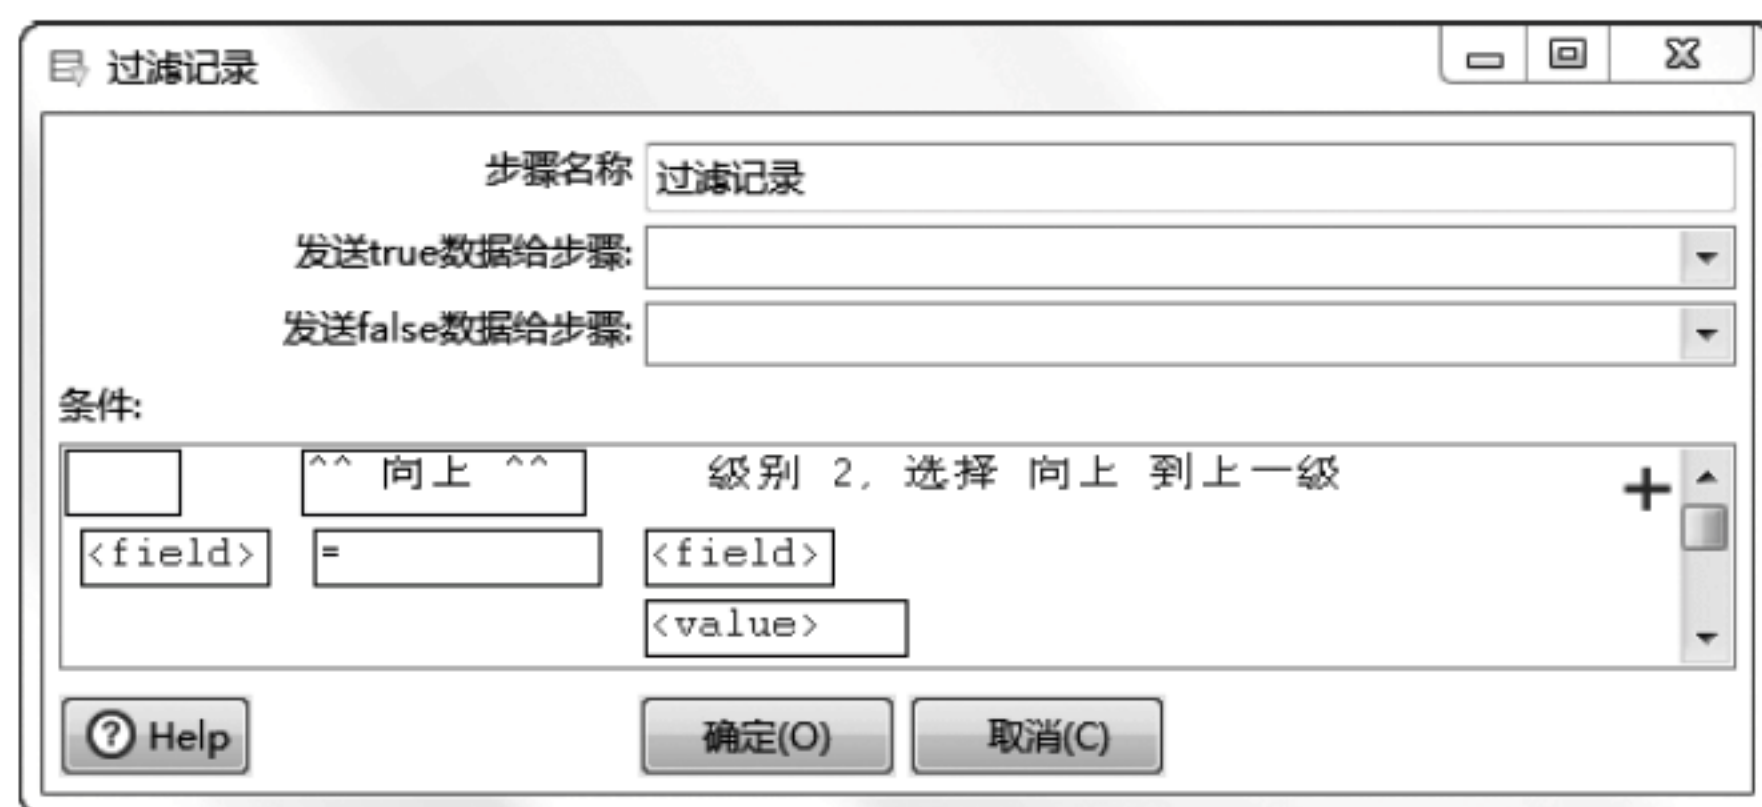 过滤记录
步骤名称 过滤记录
发送true数据给步骤:
发送false数据给步骤:
条件:
^^ 向上 ^^ 级别 2, 选择 向上 到上一级 +
<field> = <field>
<value>
? Help 确定(O) 取消(C)